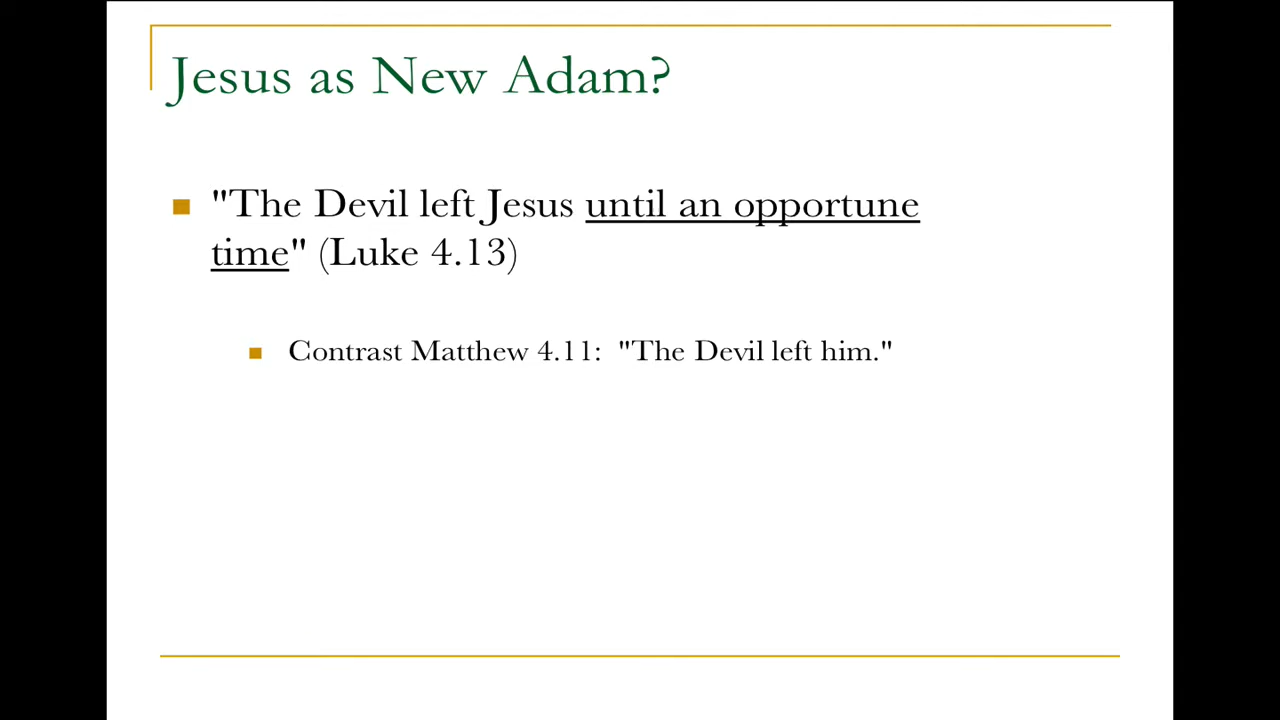 Jesus as New Adam?
"The Devil left Jesus until an opportune
time" (Luke 4.13)
Contrast Matthew 4.11:  "The Devil left him."